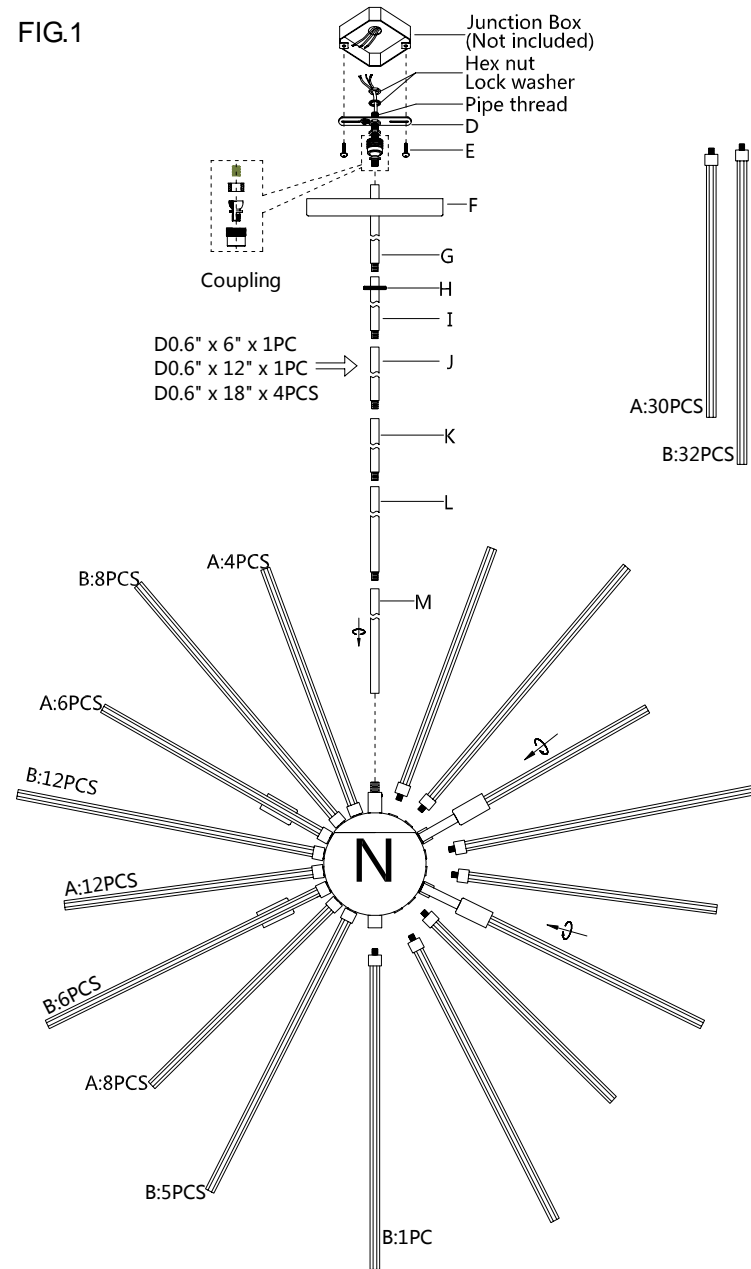 FIG.1
Junction Box
(Not included)
Hex nut
Lock washer
Pipe thread
D
E
F
Coupling
G
H
I
D0.6" x 6" x 1PC
D0.6" x 12" x 1PC
D0.6" x 18" x 4PCS
J
A:30PCS
K
B:32PCS
L
A:4PCS
B:8PCS
M
A:6PCS
B:12PCS
N
A:12PCS
B:6PCS
A:8PCS
B:5PCS
B:1PC